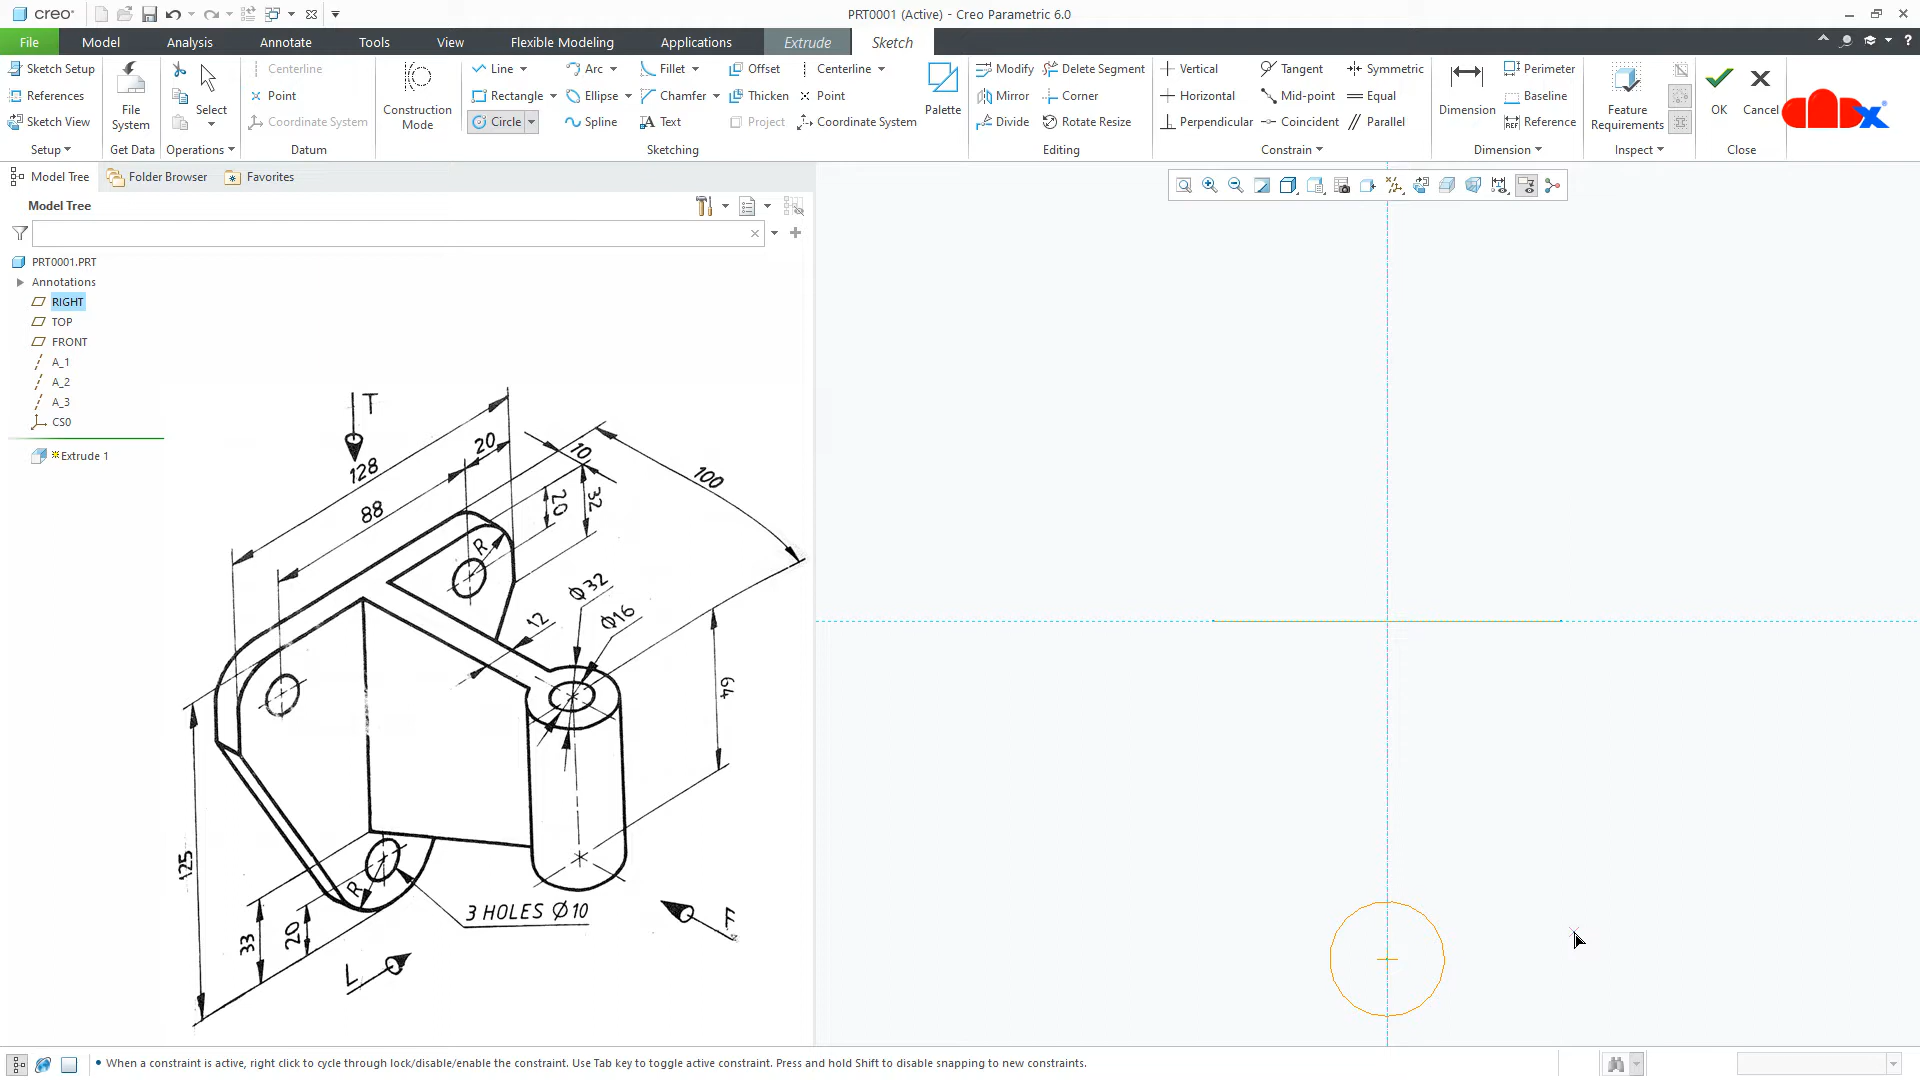 creo
PRT0001 (Active) - Creo Parametric 6.0
File Model Analysis Annotate Tools View Flexible Modeling Applications Extrude Sketch
Sketch Setup
References
Sketch View
Setup
File System
Get Data
Select
Operations
Centerline
Point
Coordinate System
Datum
Construction Mode
Line Arc Fillet Offset Centerline
Rectangle Ellipse Chamfer Thicken Point
Circle Spline Text Project Coordinate System
Palette
Sketching
Modify Delete Segment
Mirror Corner
Divide Rotate Resize
Editing
Vertical Tangent Symmetric
Horizontal Mid-point Equal
Perpendicular Coincident Parallel
Constrain
Dimension
Perimeter
Baseline
REF Reference
Dimension
Feature Requirements
Inspect
OK Cancel
Close
Model Tree Folder Browser Favorites
Model Tree
PRT0001.PRT
Annotations
RIGHT
TOP
FRONT
A_1
A_2
A_3
CS0
Extrude 1
T
128
20
10
100
88
20
32
R
Ø32
Ø16
12
64
125
R
3 HOLES Ø10
33
20
L
F
When a constraint is active, right click to cycle through lock/disable/enable the constraint. Use Tab key to toggle active constraint. Press and hold Shift to disable snapping to new constraints.